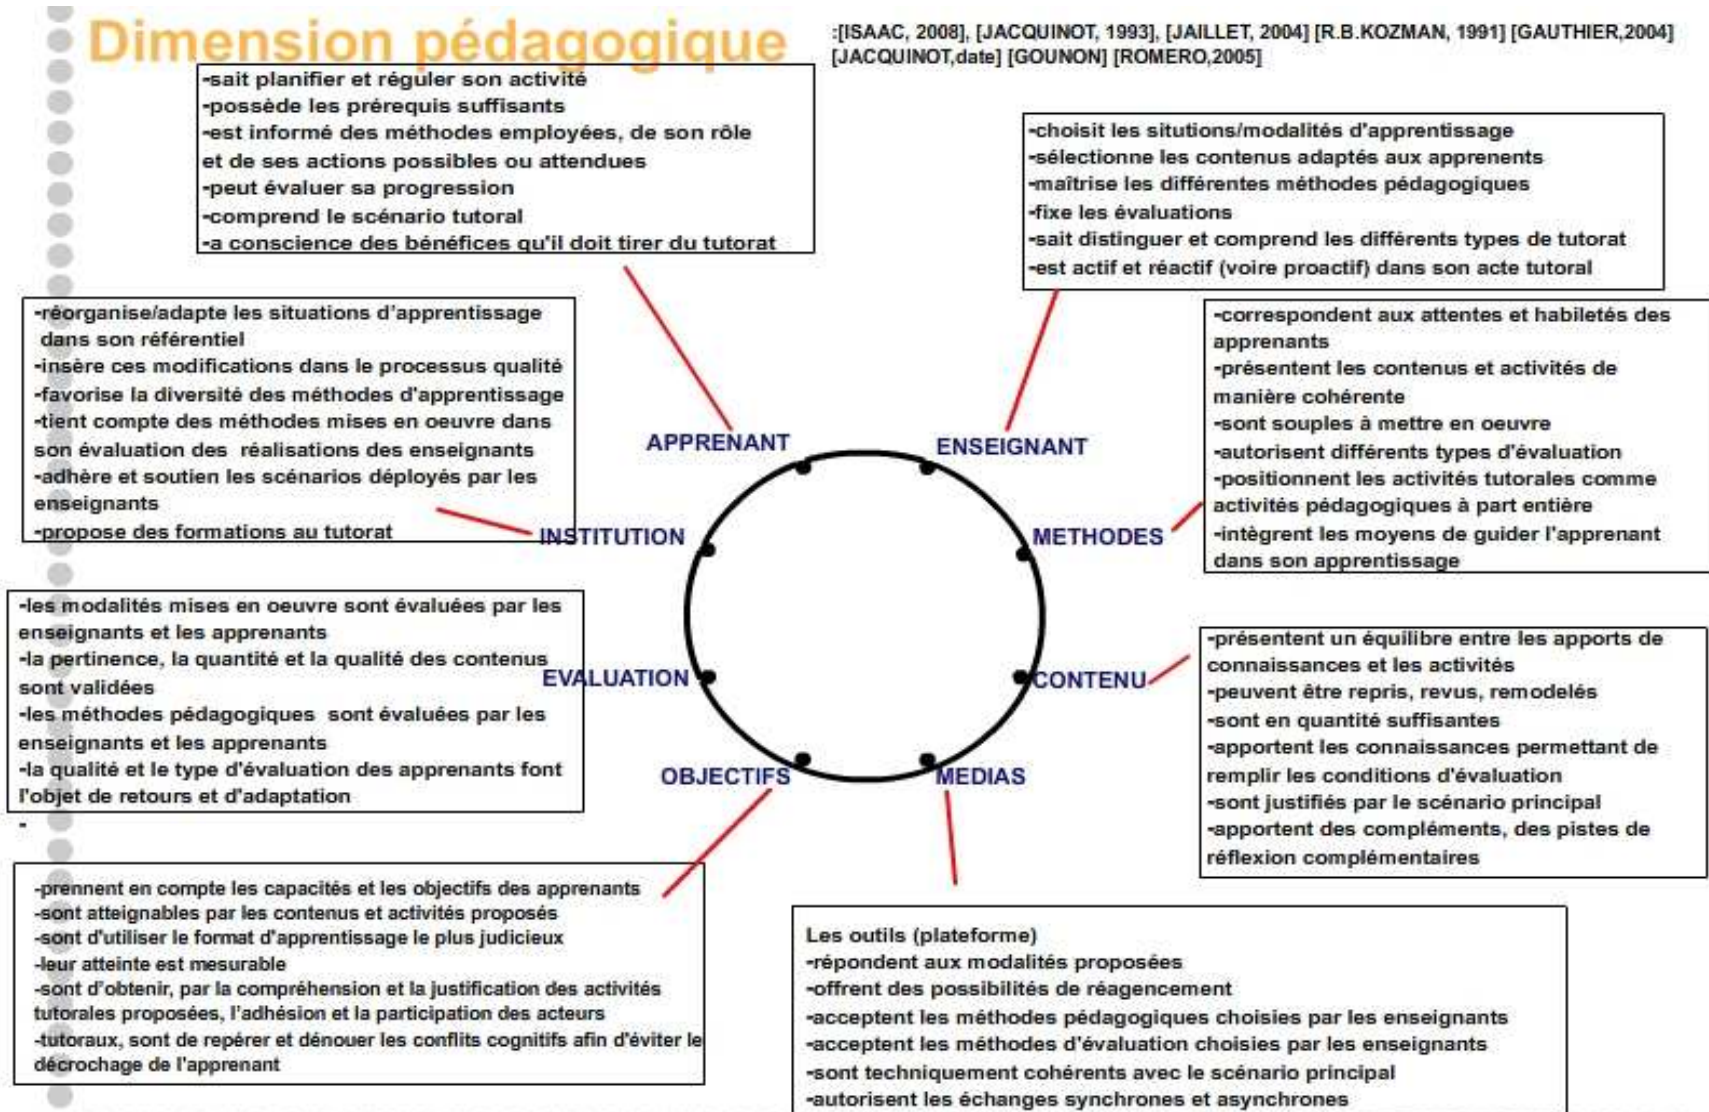 Dimension pédagogique
:[ISAAC, 2008], [JACQUINOT, 1993], [JAILLET, 2004] [R.B.KOZMAN, 1991] [GAUTHIER,2004]
[JACQUINOT,date] [GOUNON] [ROMERO,2005]
-sait planifier et réguler son activité
-possède les prérequis suffisants
-est informé des méthodes employées, de son rôle
et de ses actions possibles ou attendues
-peut évaluer sa progression
-comprend le scénario tutoral
-a conscience des bénéfices qu'il doit tirer du tutorat
-choisit les situtions/modalités d'apprentissage
-sélectionne les contenus adaptés aux apprenents
-maîtrise les différentes méthodes pédagogiques
-fixe les évaluations
-sait distinguer et comprend les différents types de tutorat
-est actif et réactif (voire proactif) dans son acte tutoral
-réorganise/adapte les situations d'apprentissage
dans son référentiel
-insère ces modifications dans le processus qualité
-favorise la diversité des méthodes d'apprentissage
-tient compte des méthodes mises en oeuvre dans
son évaluation des réalisations des enseignants
-adhère et soutien les scénarios déployés par les
enseignants
-propose des formations au tutorat
-correspondent aux attentes et habiletés des
apprenants
-présentent les contenus et activités de
manière cohérente
-sont souples à mettre en oeuvre
-autorisent différents types d'évaluation
-positionnent les activités tutorales comme
activités pédagogiques à part entière
-intègrent les moyens de guider l'apprenant
dans son apprentissage
APPRENANT
ENSEIGNANT
INSTITUTION
METHODES
EVALUATION
CONTENU
OBJECTIFS
MEDIAS
-les modalités mises en oeuvre sont évaluées par les
enseignants et les apprenants
-la pertinence, la quantité et la qualité des contenus
sont validées
-les méthodes pédagogiques sont évaluées par les
enseignants et les apprenants
-la qualité et le type d'évaluation des apprenants font
l'objet de retours et d'adaptation
-
-présentent un équilibre entre les apports de
connaissances et les activités
-peuvent être repris, revus, remodelés
-sont en quantité suffisantes
-apportent les connaissances permettant de
remplir les conditions d'évaluation
-sont justifiés par le scénario principal
-apportent des compléments, des pistes de
réflexion complémentaires
-prennent en compte les capacités et les objectifs des apprenants
-sont atteignables par les contenus et activités proposés
-sont d'utiliser le format d'apprentissage le plus judicieux
-leur atteinte est mesurable
-sont d'obtenir, par la compréhension et la justification des activités
tutorales proposées, l'adhésion et la participation des acteurs
-tutoraux, sont de repérer et dénouer les conflits cognitifs afin d'éviter le
décrochage de l'apprenant
Les outils (plateforme)
-répondent aux modalités proposées
-offrent des possibilités de réagencement
-acceptent les méthodes pédagogiques choisies par les enseignants
-acceptent les méthodes d'évaluation choisies par les enseignants
-sont techniquement cohérents avec le scénario principal
-autorisent les échanges synchrones et asynchrones